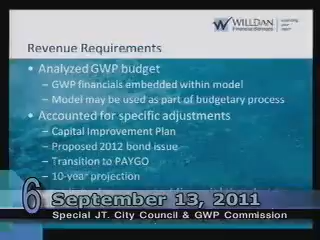 WILLDAN
Financial Services
Revenue Requirements
• Analyzed GWP budget
– GWP financials embedded within model
– Model may be used as part of budgetary process
• Accounted for specific adjustments
– Capital Improvement Plan
– Proposed 2012 bond issue
– Transition to PAYGO
– 10-year projection
6
September 13, 2011
Special JT. City Council & GWP Commission